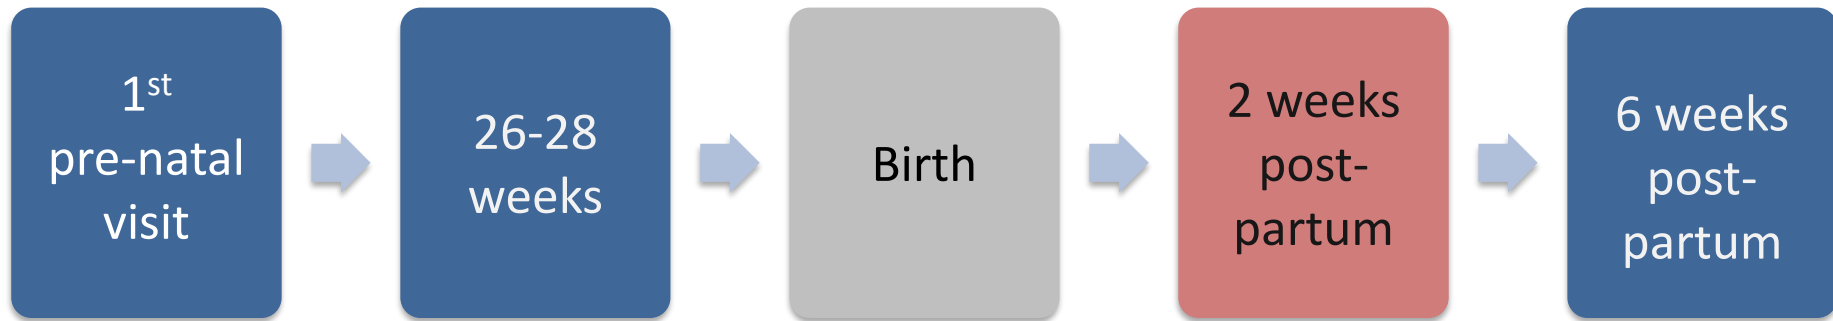 1st
pre-natal
visit
26-28
weeks
Birth
2 weeks
post-
partum
6 weeks
post-
partum